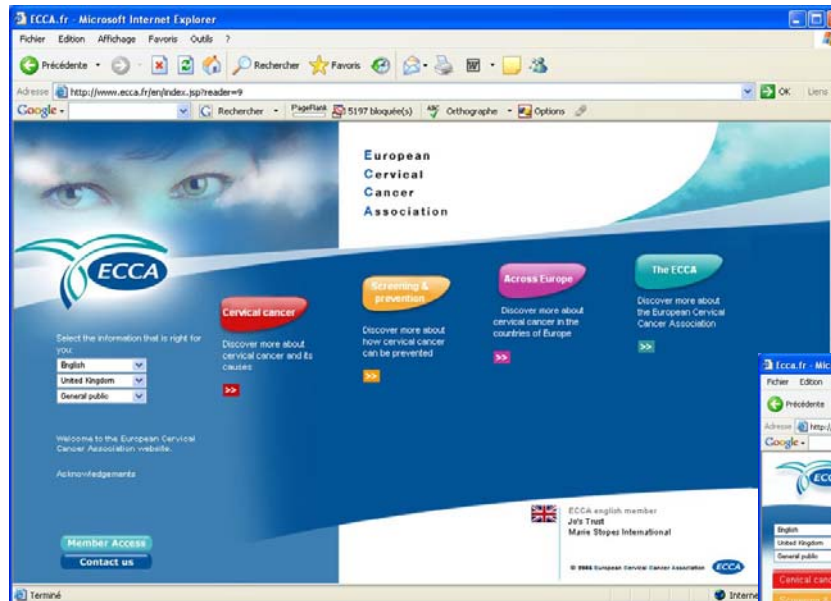 ECCA.fr - Microsoft Internet Explorer
Fichier Edition Affichage Favoris Outils ?
Précédente Rechercher Favoris
Adresse http://www.ecca.fr/en/index.jsp?reader=9 OK Liens
Google Rechercher PageRank 5197 bloquée(s) ABC Orthographe Options
European
Cervical
Cancer
Association
ECCA
Cervical cancer
Discover more about
cervical cancer and its
causes
>>
Screening &
prevention
Discover more about
how cervical cancer
can be prevented
>>
Across Europe
Discover more about
cervical cancer in the
countries of Europe
>>
The ECCA
Discover more about
the European Cervical
Cancer Association
>>
Select the information that is right for
you:
English
United Kingdom
General public
Welcome to the European Cervical
Cancer Association website.
Acknowledgements
Member Access
Contact us
ECCA english member
Jo's Trust
Marie Stopes International
European Cervical Cancer Association ECCA
Terminé
Interne
Ecca.fr - Mic
Fichier Edition
Précédente
Adresse http://
Google
ECC
English
United Kingdom
General public
Cervical canc